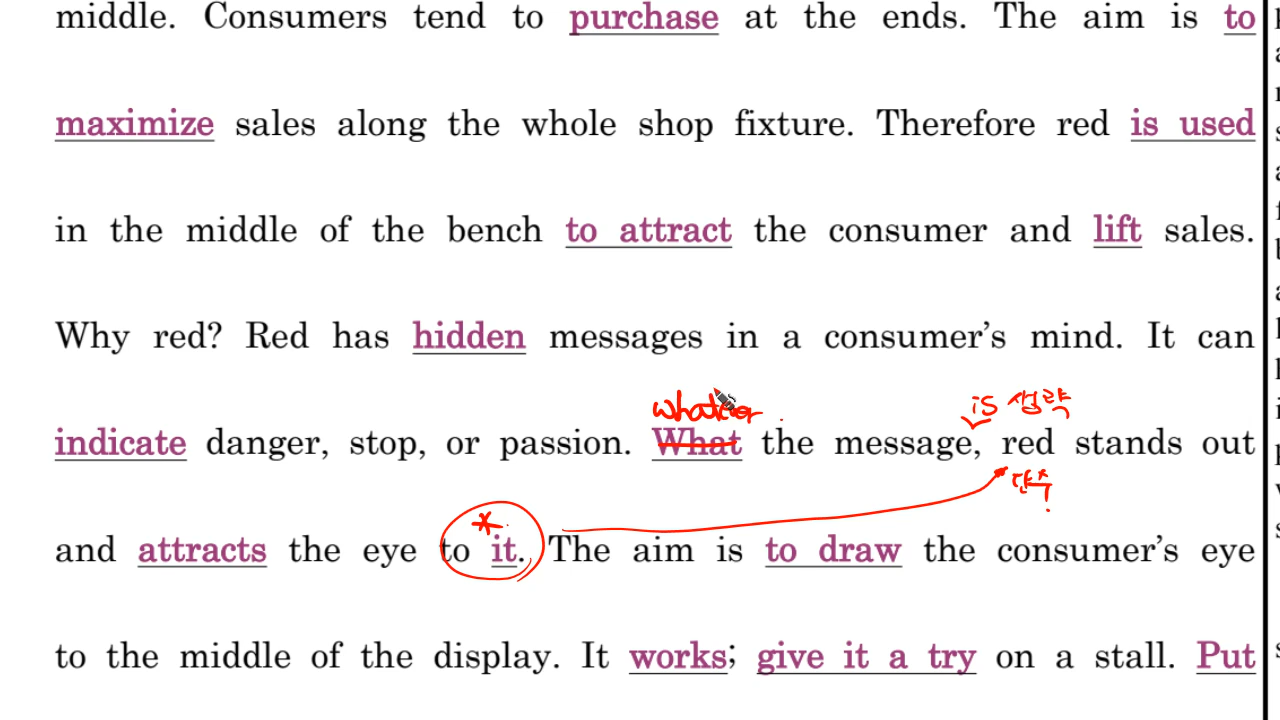 middle. Consumers tend to purchase at the ends. The aim is to
maximize sales along the whole shop fixture. Therefore red is used
in the middle of the bench to attract the consumer and lift sales.
Why red? Red has hidden messages in a consumer's mind. It can
is 생략
indicate danger, stop, or passion. What the message, red stands out
단수
and attracts the eye to it. The aim is to draw the consumer's eye
to the middle of the display. It works; give it a try on a stall. Put